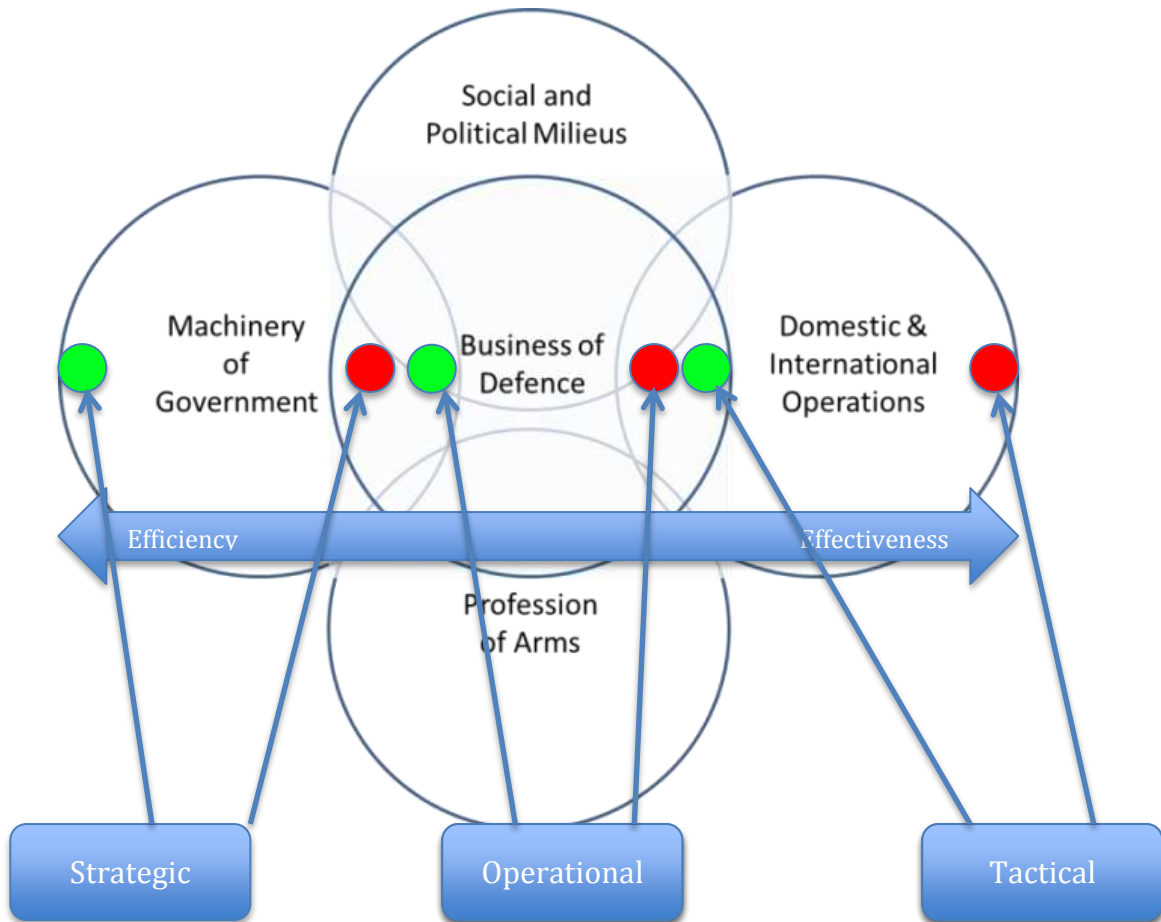 Social and
Political Milieus
Machinery
of
Government
Business of
Defence
Domestic &
International
Operations
Efficiency
Effectiveness
Profession
of Arms
Strategic
Operational
Tactical